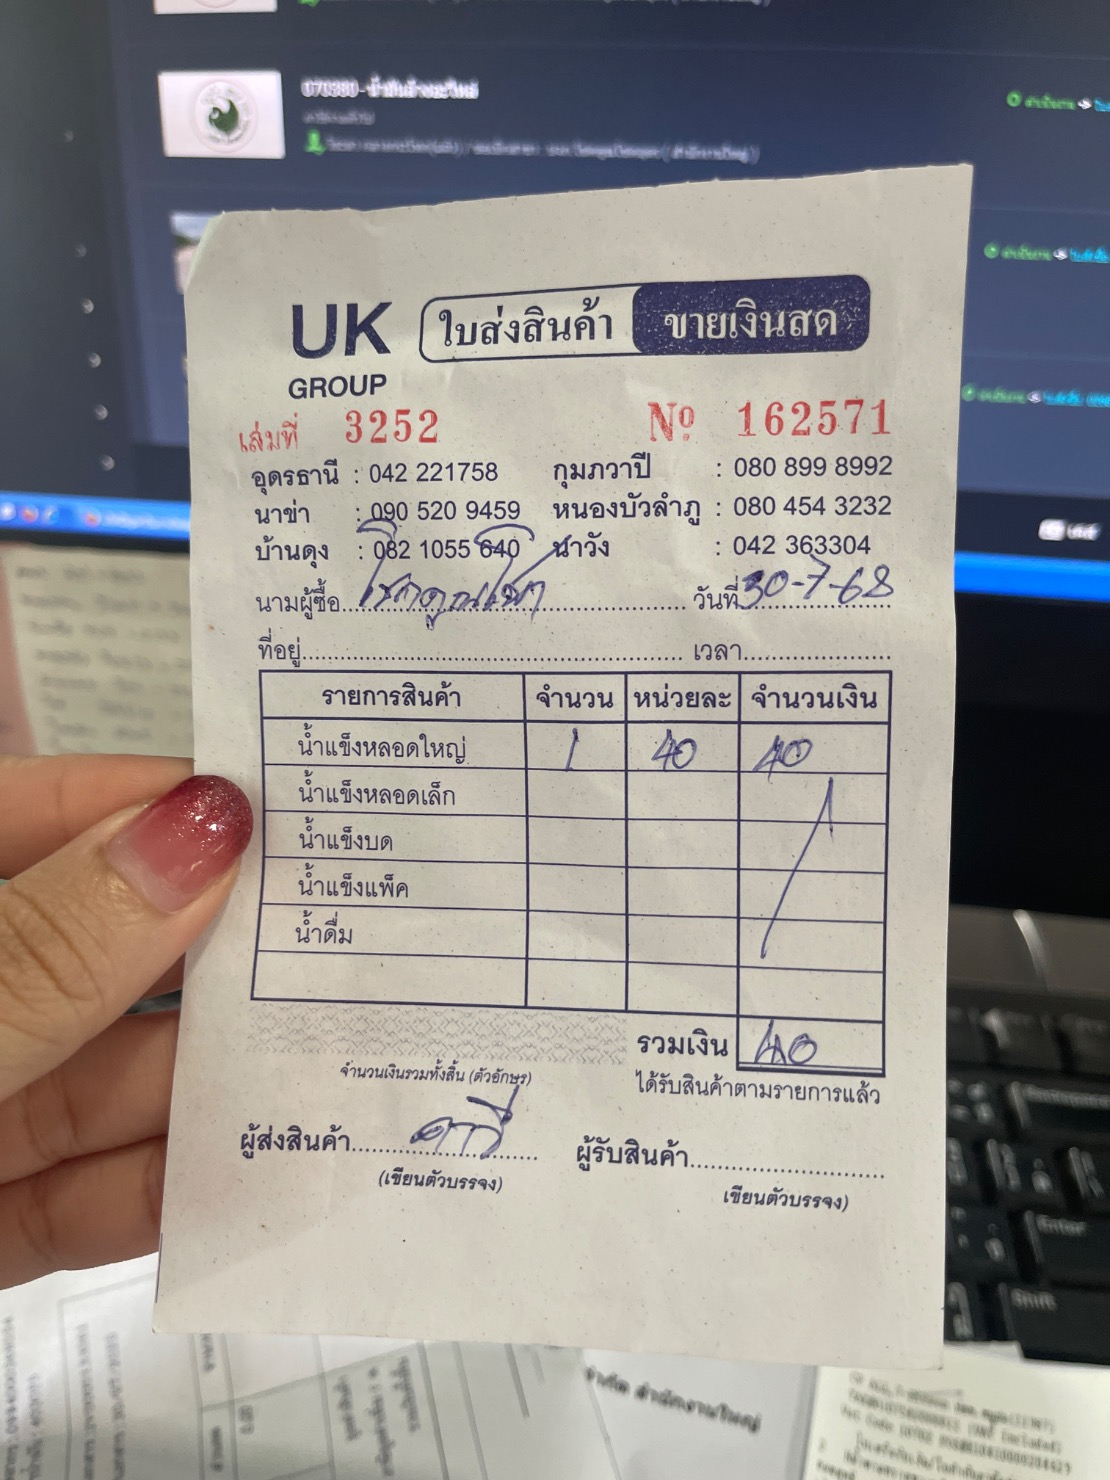 UK ใบส่งสินค้า ขายเงินสด
GROUP
เล่มที่ 3252 Nº 162571
อุดรธานี : 042 221758 กุมภวาปี : 080 899 8992
นาข่า : 090 520 9459 หนองบัวลำภู : 080 454 3232
บ้านดุง : 082 1055 640 นาวัง : 042 363304
นามผู้ซื้อ วันที่ 30-7-68
ที่อยู่ เวลา
รายการสินค้า จำนวน หน่วยละ จำนวนเงิน
น้ำแข็งหลอดใหญ่ 1 40 40
น้ำแข็งหลอดเล็ก
น้ำแข็งบด
น้ำแข็งแพ็ค
น้ำดื่ม
รวมเงิน 40
จำนวนเงินรวมทั้งสิ้น (ตัวอักษร) ได้รับสินค้าตามรายการแล้ว
ผู้ส่งสินค้า ผู้รับสินค้า
(เขียนตัวบรรจง) เขียนตัวบรรจง)
Enter
Shift